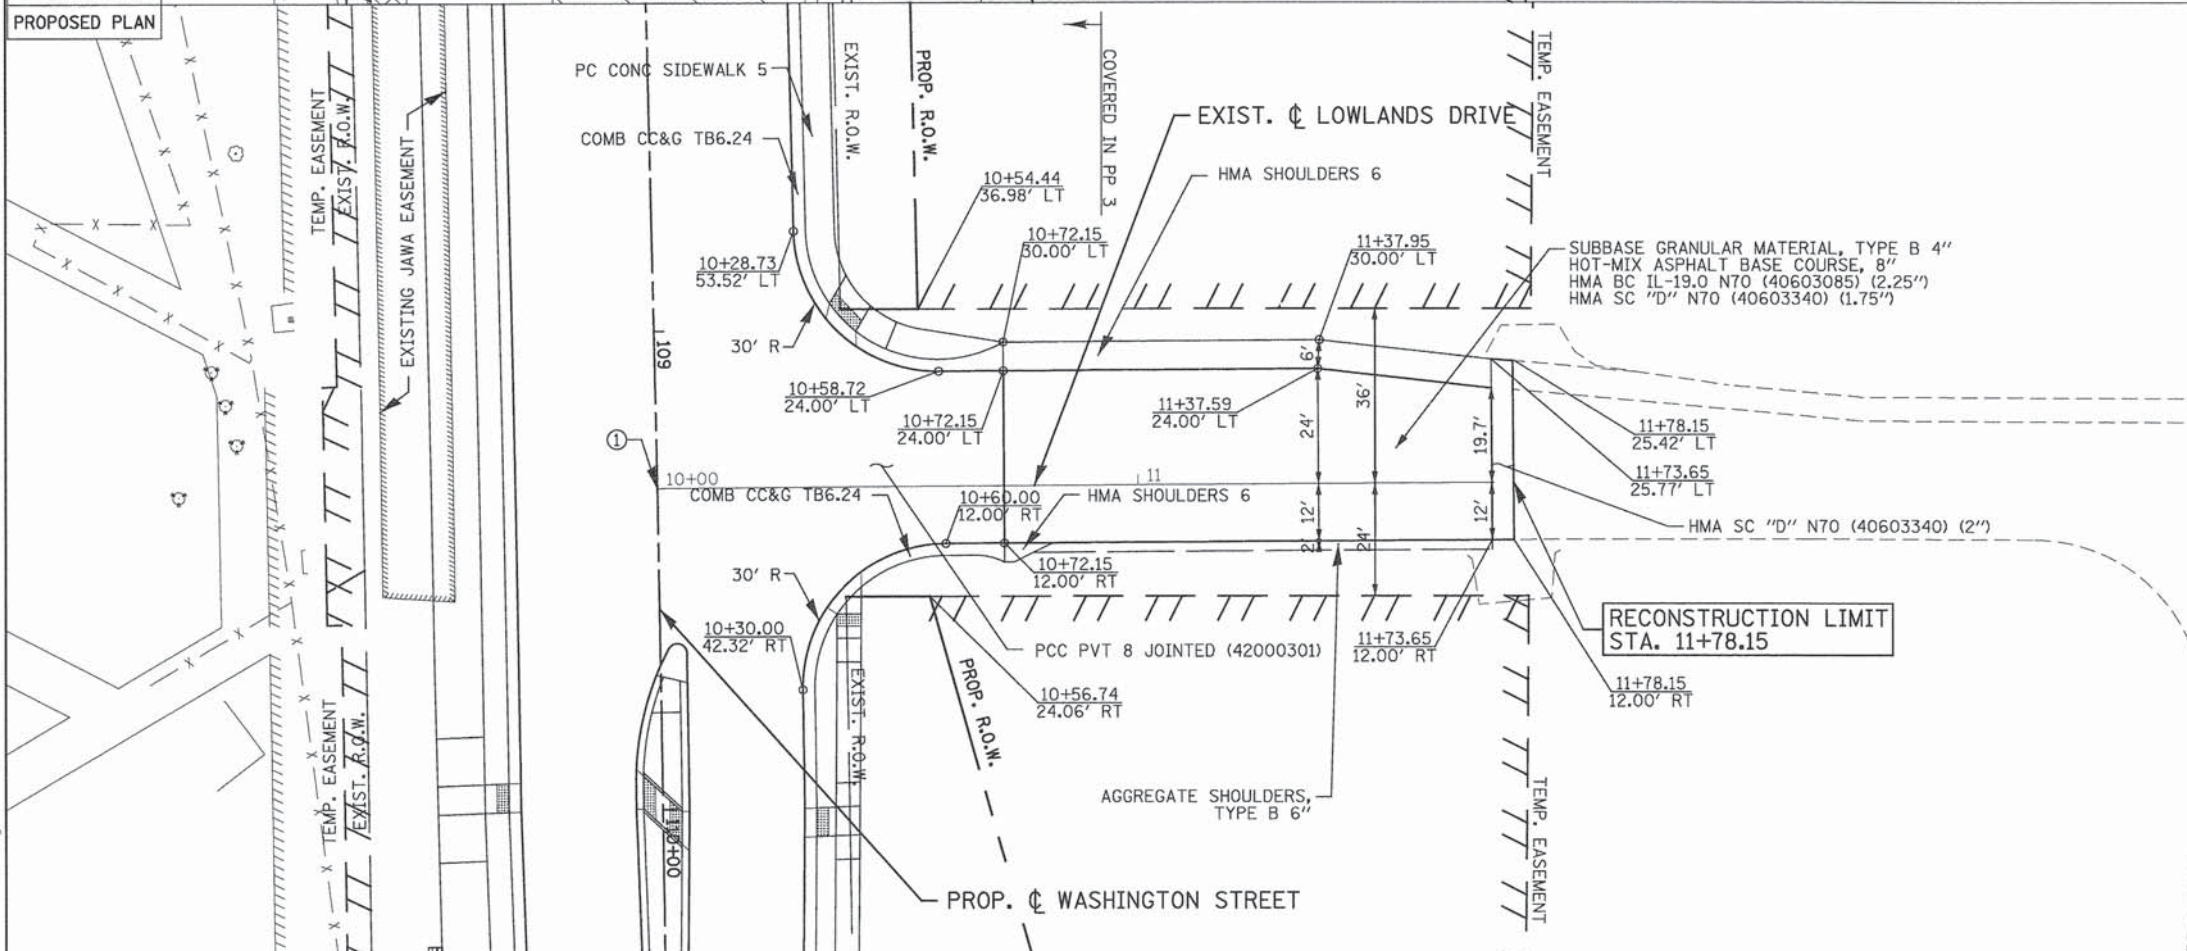 PROPOSED PLAN
TEMP. EASEMENT
EXIST. R.O.W.
EXISTING JAWA EASEMENT
PC CONC SIDEWALK 5
COMB CC&G TB6.24
EXIST. R.O.W.
PROP. R.O.W.
COVERED IN PP 3
EXIST. ℄ LOWLANDS DRIVE
HMA SHOULDERS 6
TEMP. EASEMENT
10+54.44
36.98' LT
10+72.15
30.00' LT
11+37.95
30.00' LT
SUBBASE GRANULAR MATERIAL, TYPE B 4"
HOT-MIX ASPHALT BASE COURSE, 8"
HMA BC IL-19.0 N70 (40603085) (2.25")
HMA SC "D" N70 (40603340) (1.75")
10+28.73
53.52' LT
30' R
109
10+58.72
24.00' LT
10+72.15
24.00' LT
11+37.59
24.00' LT
6'
36'
24'
19.7'
11+78.15
25.42' LT
11+73.65
25.77' LT
1
10+00
11
COMB CC&G TB6.24
10+60.00
12.00' RT
HMA SHOULDERS 6
12'
2'
24'
12'
HMA SC "D" N70 (40603340) (2")
30' R
10+72.15
12.00' RT
10+30.00
42.32' RT
PCC PVT 8 JOINTED (42000301)
11+73.65
12.00' RT
RECONSTRUCTION LIMIT
STA. 11+78.15
10+56.74
24.06' RT
11+78.15
12.00' RT
TEMP. EASEMENT
EXIST. R.O.W.
EXIST. R.O.W.
PROP. R.O.W.
110+00
AGGREGATE SHOULDERS,
TYPE B 6"
TEMP. EASEMENT
PROP. ℄ WASHINGTON STREET